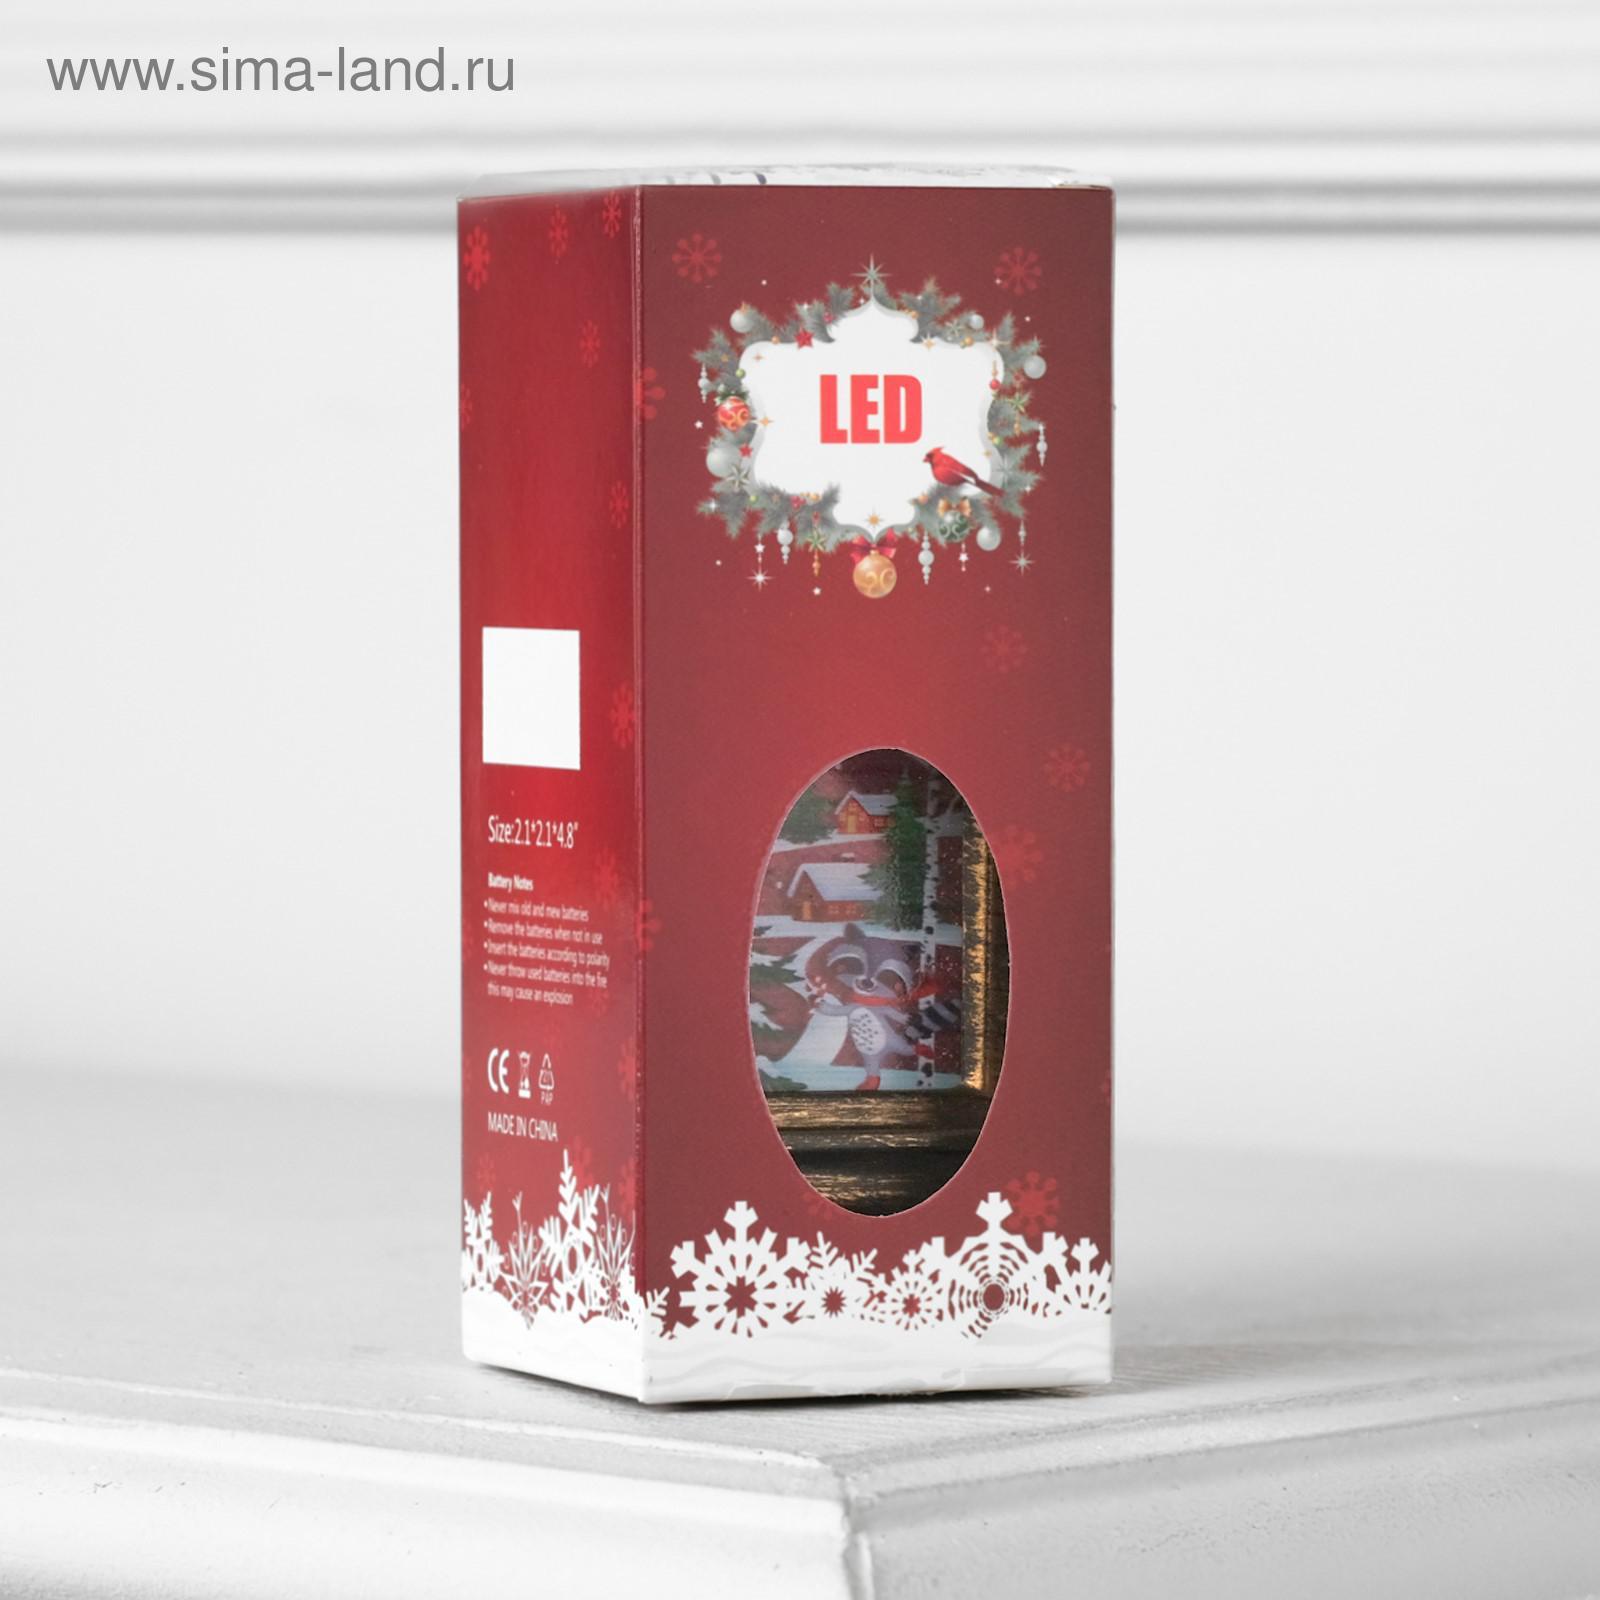 www.sima-land.ru
LED
Size:2.1*2.1*4.8"
Battery Notes
•Never mix old and mew batteries
•Remove the batteries when not in use
•Insert the batteries according to polarity
•Never throw used batteries into the fire
this may cause an explosion
CE
PAP
MADE IN CHINA